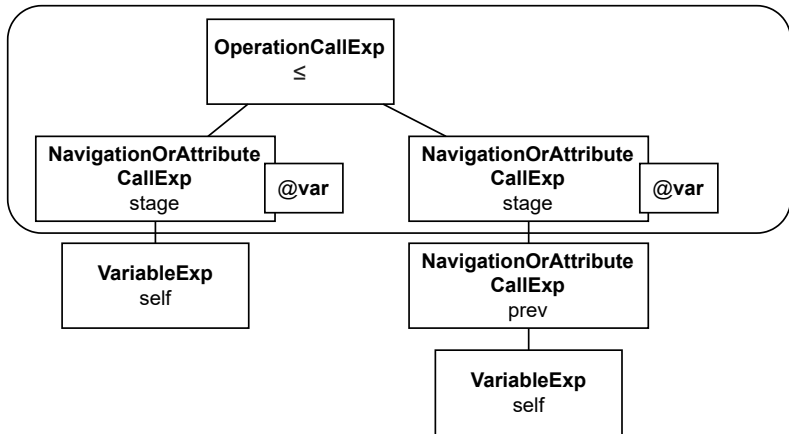 OperationCallExp
≤
NavigationOrAttribute
CallExp
stage
@var
NavigationOrAttribute
CallExp
stage
@var
VariableExp
self
NavigationOrAttribute
CallExp
prev
VariableExp
self